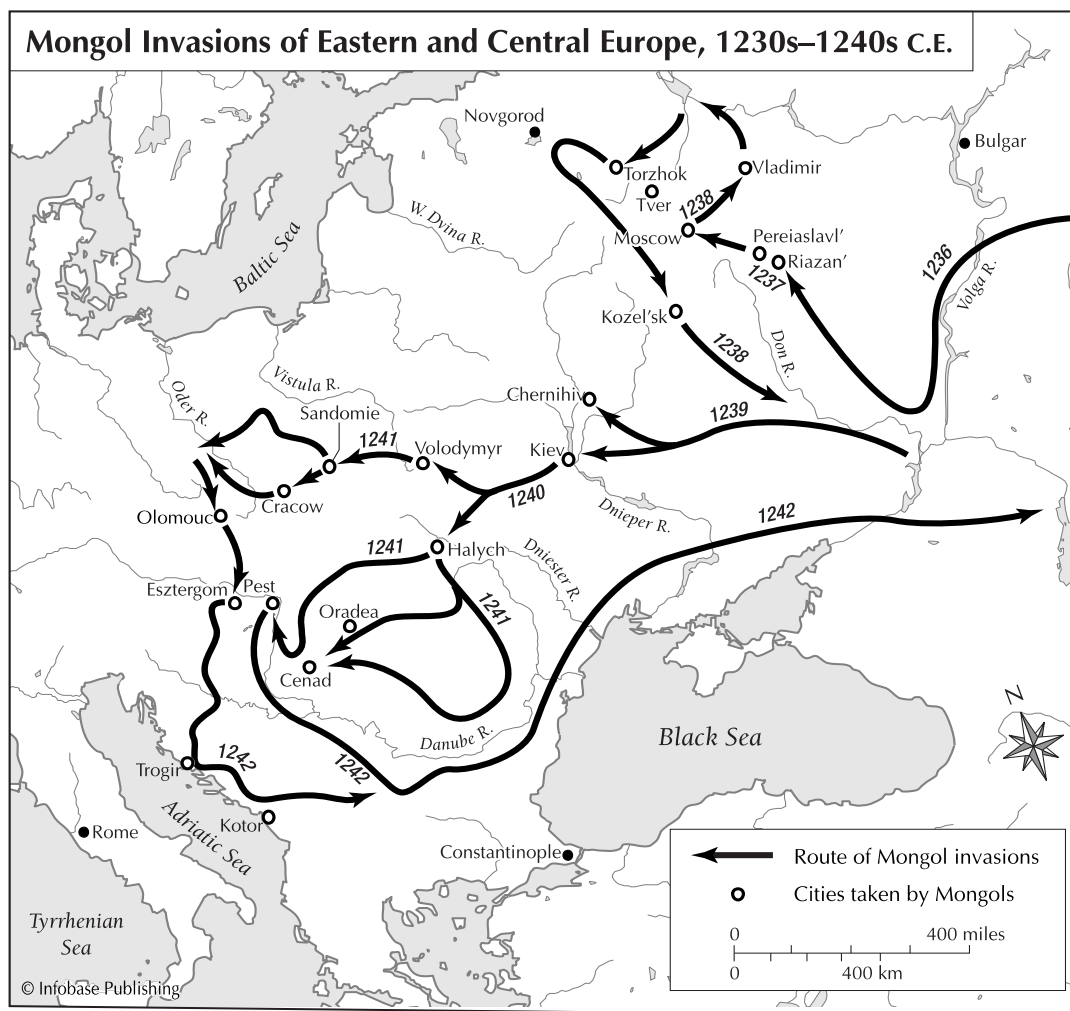 Mongol Invasions of Eastern and Central Europe, 1230s–1240s C.E.
Novgorod
Bulgar
Torzhok
Vladimir
Tver
1238
W. Dvina R.
Moscow
Pereiaslavl'
Riazan'
1237
1236
Volga R.
Baltic Sea
Kozel'sk
1238
Don R.
Vistula R.
Oder R.
Chernihiv
Sandomie
1239
1241
Volodymyr
Kiev
Cracow
1240
Olomouc
Dnieper R.
1242
1241
Halych
Dniester R.
Esztergom
Pest
Oradea
1241
Cenad
N
Danube R.
Black Sea
1242
1242
Trogir
Adriatic Sea
Kotor
Rome
Constantinople
Route of Mongol invasions
Cities taken by Mongols
Tyrrhenian
Sea
0
400 miles
0
400 km
© Infobase Publishing